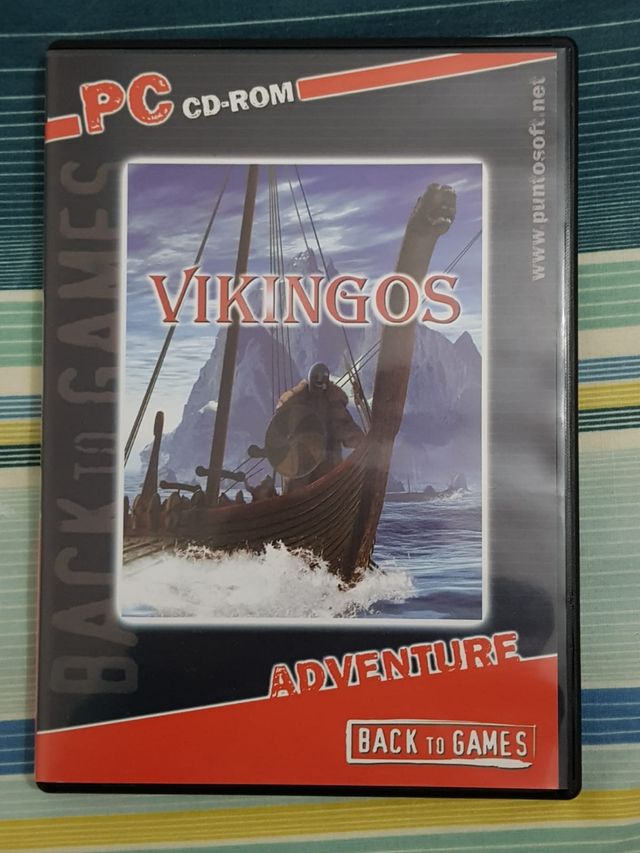 PC CD-ROM
www.puntosoft.net
BACK TO GAMES
VIKINGOS
ADVENTURE
BACK TO GAMES